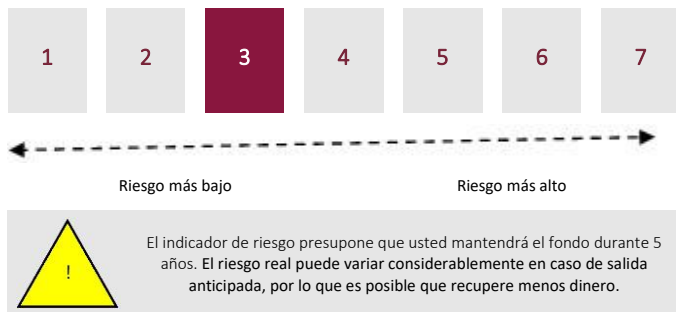 1 2 3 4 5 6 7
Riesgo más bajo Riesgo más alto
!
El indicador de riesgo presupone que usted mantendrá el fondo durante 5
años. El riesgo real puede variar considerablemente en caso de salida
anticipada, por lo que es posible que recupere menos dinero.